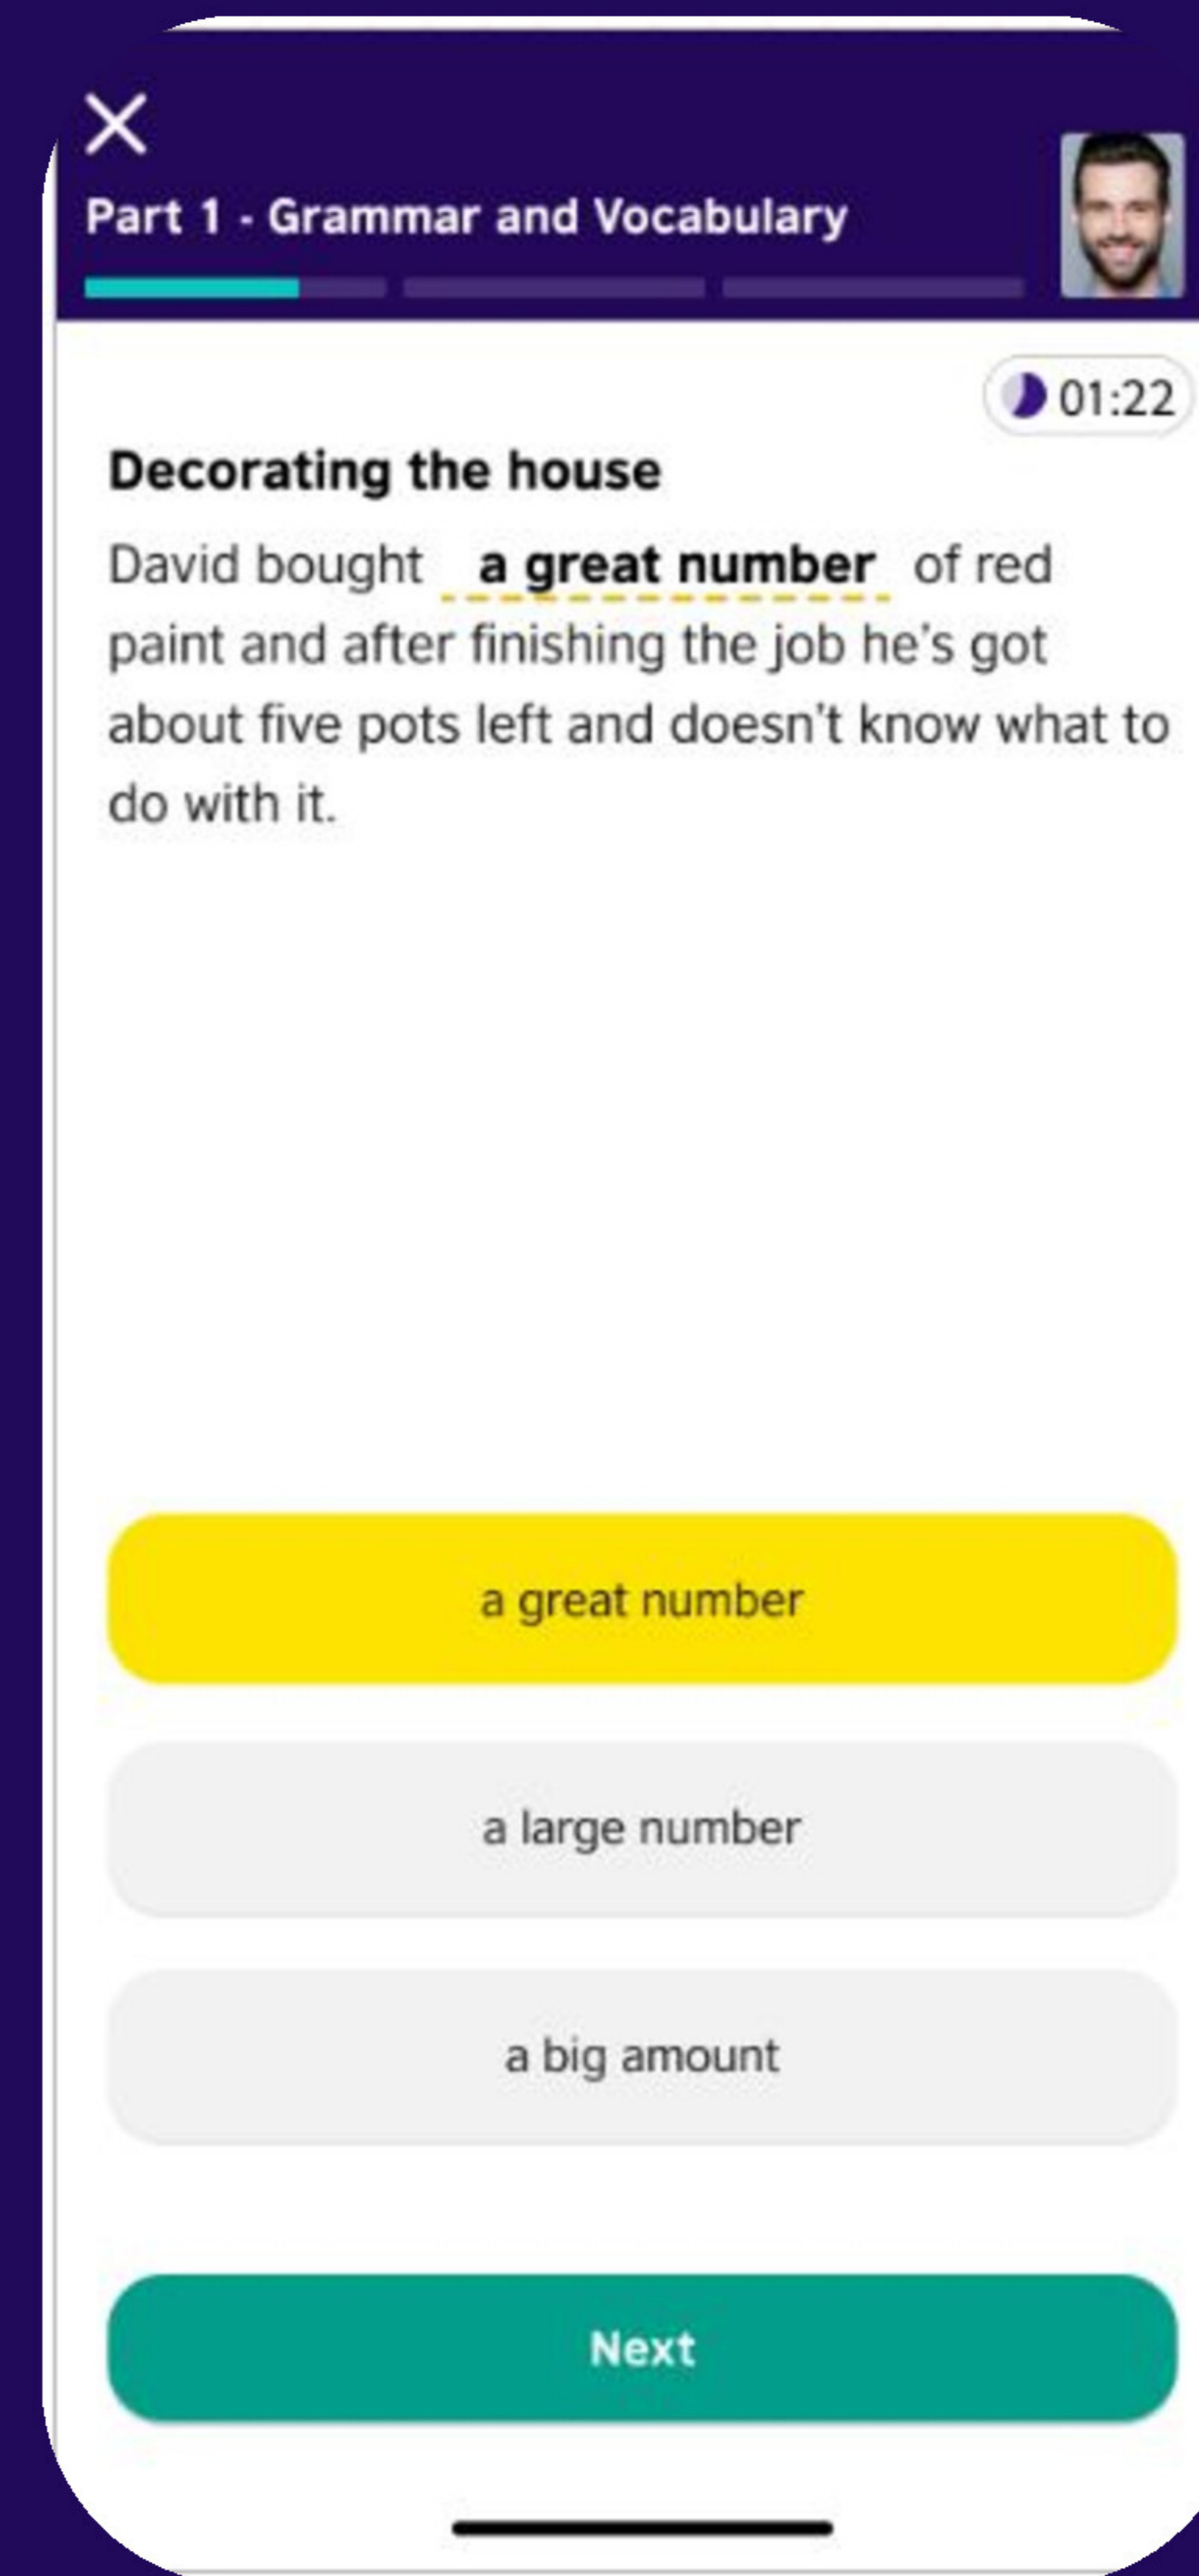 Part 1 - Grammar and Vocabulary
01:22
Decorating the house
David bought a great number of red
paint and after finishing the job he's got
about five pots left and doesn't know what to
do with it.
a great number
a large number
a big amount
Next